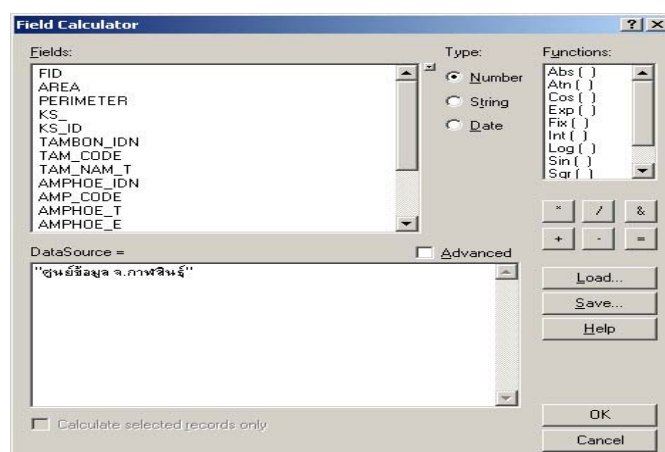 Field Calculator
Fields:
FID
AREA
PERIMETER
KS_
KS_ID
TAMBON_IDN
TAM_CODE
TAM_NAM_T
AMPHOE_IDN
AMP_CODE
AMPHOE_T
AMPHOE_E
Type:
Number
String
Date
Functions:
Abs ( )
Atn ( )
Cos ( )
Exp ( )
Fix ( )
Int ( )
Log ( )
Sin ( )
Sqr ( )
* / &
+ - =
DataSource =
Advanced
"ศูนย์ข้อมูล จ.กาฬสินธุ์"
Load...
Save...
Help
Calculate selected records only
OK
Cancel